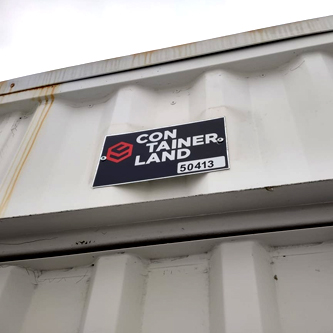 CON
TAINER
LAND
50413